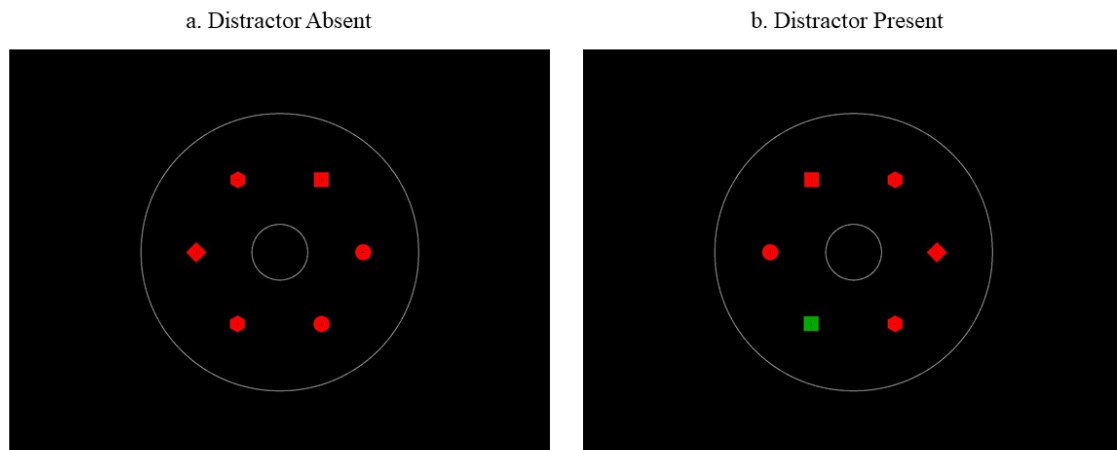 a. Distractor Absent
b. Distractor Present